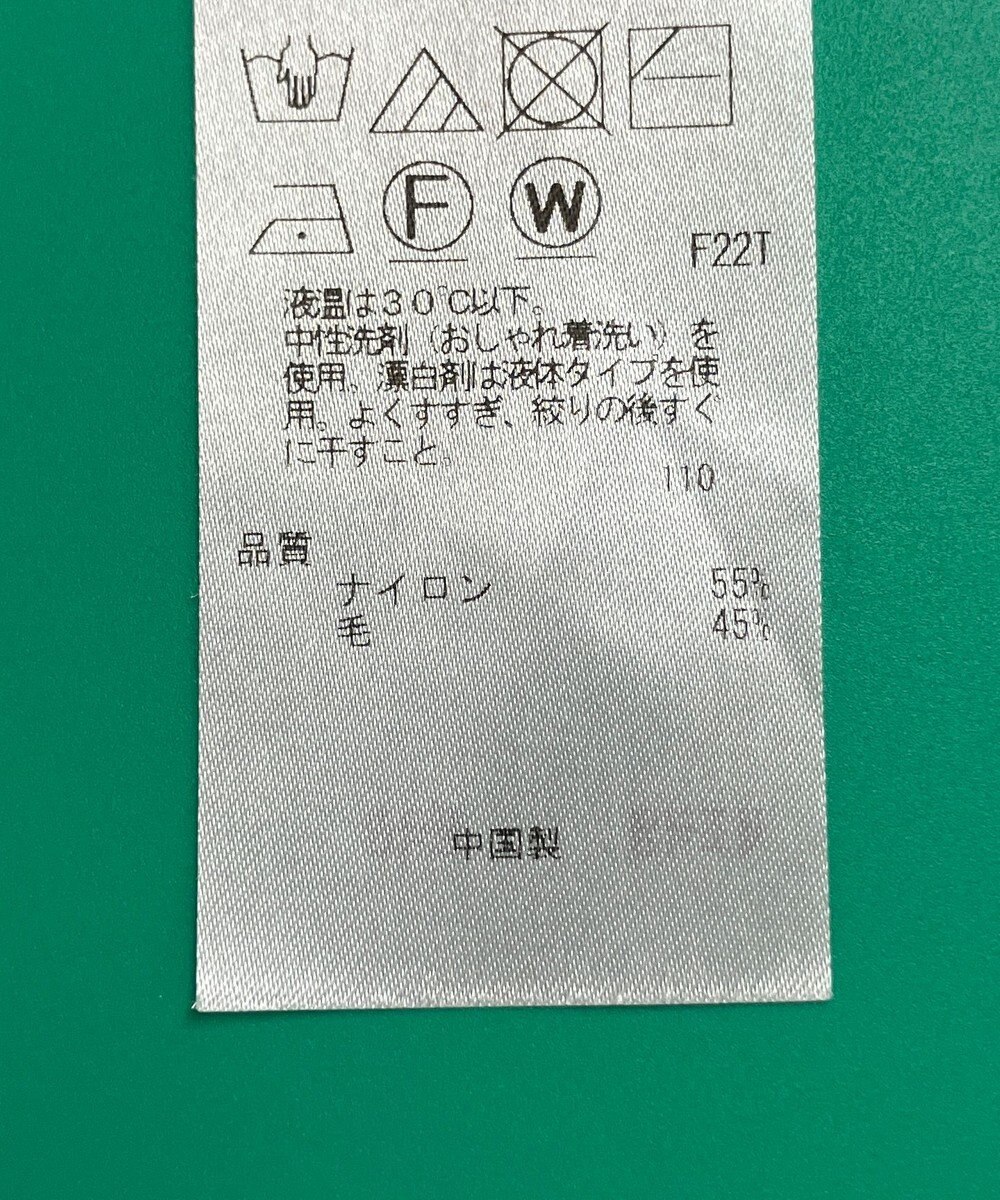 F W
F22T
液温は30℃以下。
中性洗剤（おしゃれ着洗い）を
使用。漂白剤は液体タイプを使
用。よくすすぎ、絞りの後すぐ
に干すこと。
110
品質
ナイロン 55%
毛 45%
中国製